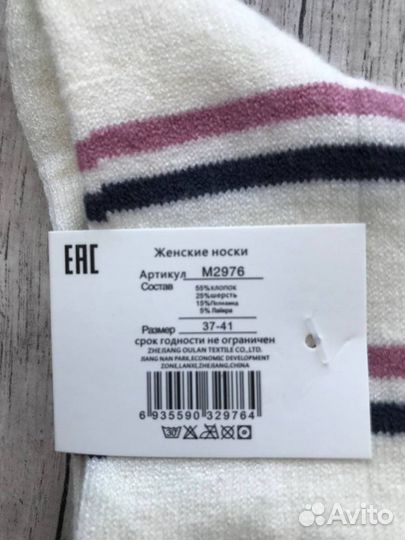 EAC
Женские носки
Артикул M2976
Состав 55%хлопок
25%шерсть
15%Полиамид
5% Лайкра
Размер 37-41
срок годности не ограничен
ZHEJIANG OULAN TEXTILE CO.,LTD
JIANG NAN PARK,ECONOMIC DEVELOPMENT
ZONE,LANXI,ZHEJIANG,CHINA
6 935590 329764
30
Avito